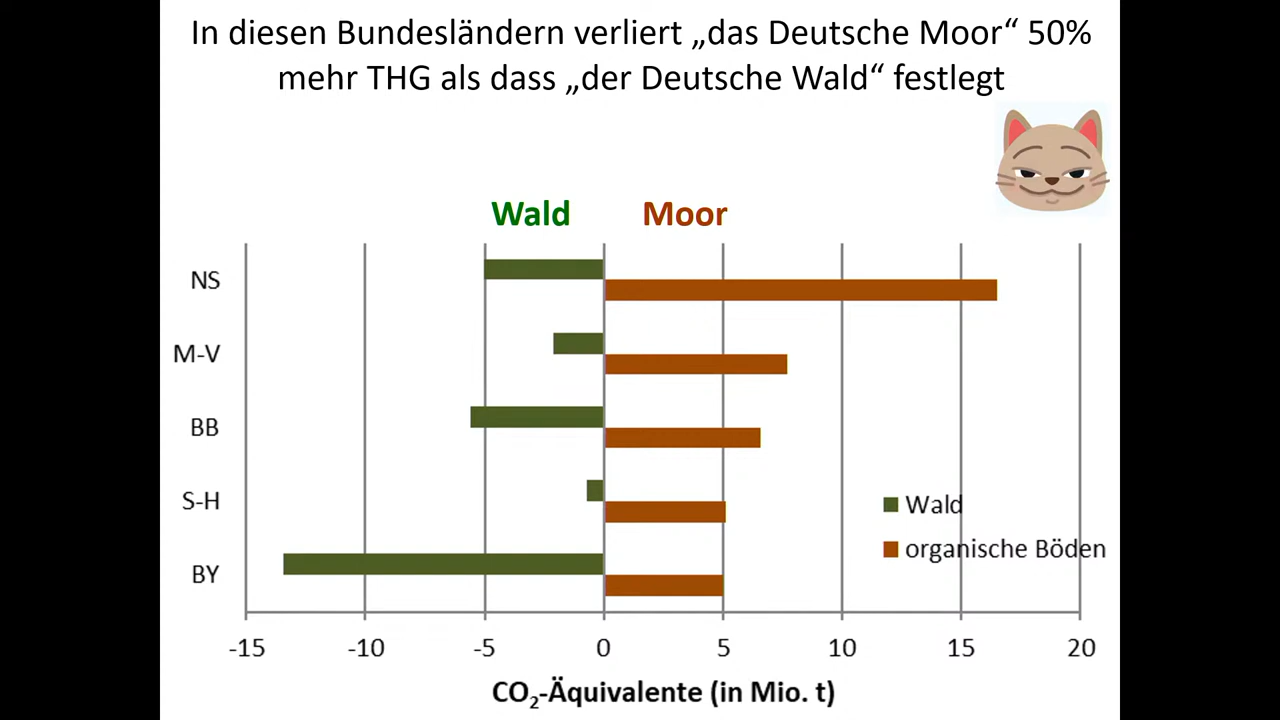 In diesen Bundesländern verliert „das Deutsche Moor“ 50%
mehr THG als dass „der Deutsche Wald“ festlegt
Wald Moor
NS
M-V
BB
S-H
BY
Wald
organische Böden
-15 -10 -5 0 5 10 15 20
CO₂-Äquivalente (in Mio. t)